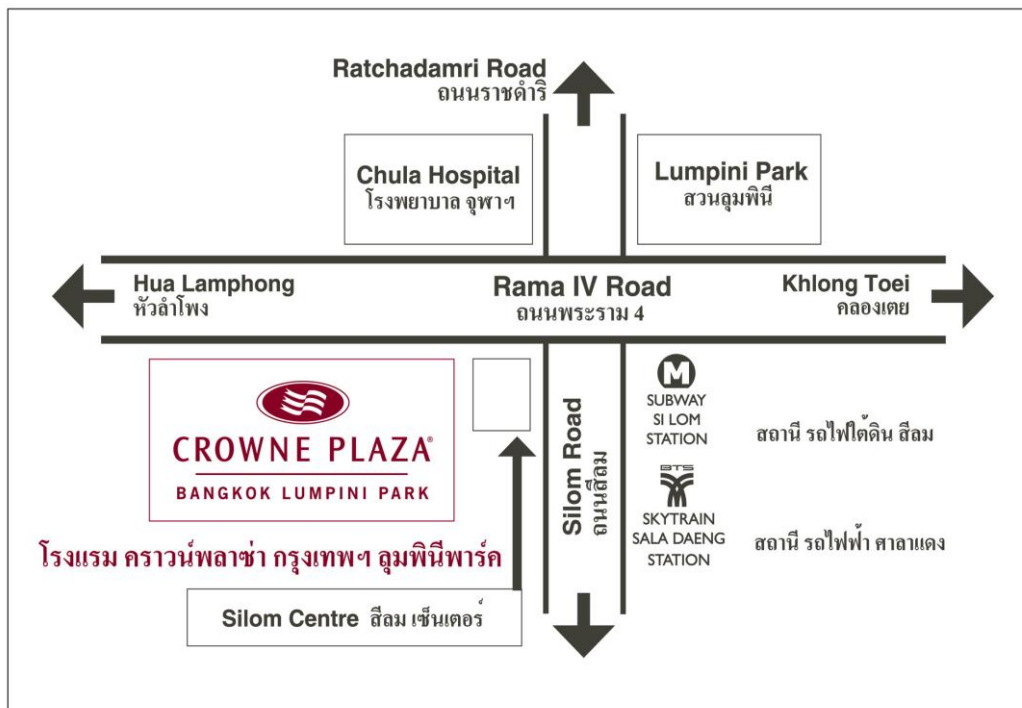 Ratchadamri Road
ถนนราชดำริ
Chula Hospital
โรงพยาบาล จุฬาฯ
Lumpini Park
สวนลุมพินี
Hua Lamphong
หัวลำโพง
Rama IV Road
ถนนพระราม 4
Khlong Toei
คลองเตย
CROWNE PLAZA®
BANGKOK LUMPINI PARK
โรงแรม คราวน์พลาซ่า กรุงเทพฯ ลุมพินีพาร์ค
Silom Centre สีลม เซ็นเตอร์
Silom Road
ถนนสีลม
M
SUBWAY
SI LOM
STATION
สถานี รถไฟใต้ดิน สีลม
BTS
SKYTRAIN
SALA DAENG
STATION
สถานี รถไฟฟ้า ศาลาแดง